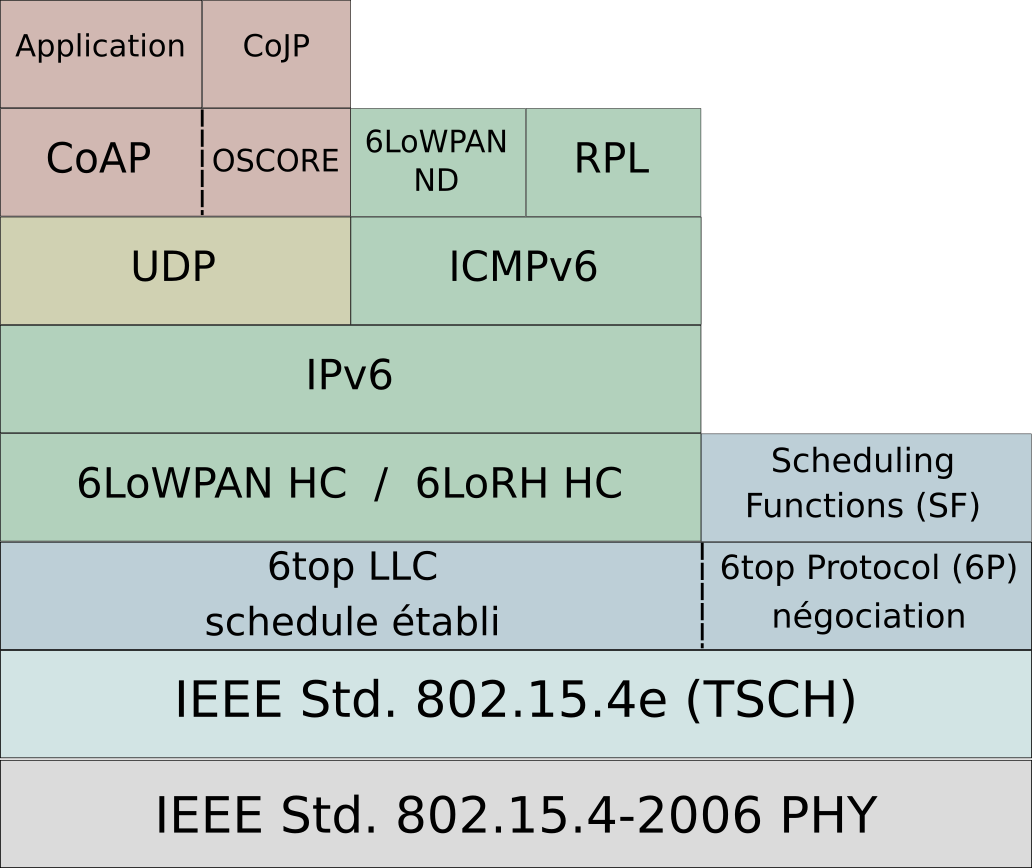 Application
CoJP
CoAP
OSCORE
6LoWPAN
ND
RPL
UDP
ICMPv6
IPv6
6LoWPAN HC / 6LoRH HC
Scheduling
Functions (SF)
6top LLC
schedule établi
6top Protocol (6P)
négociation
IEEE Std. 802.15.4e (TSCH)
IEEE Std. 802.15.4-2006 PHY